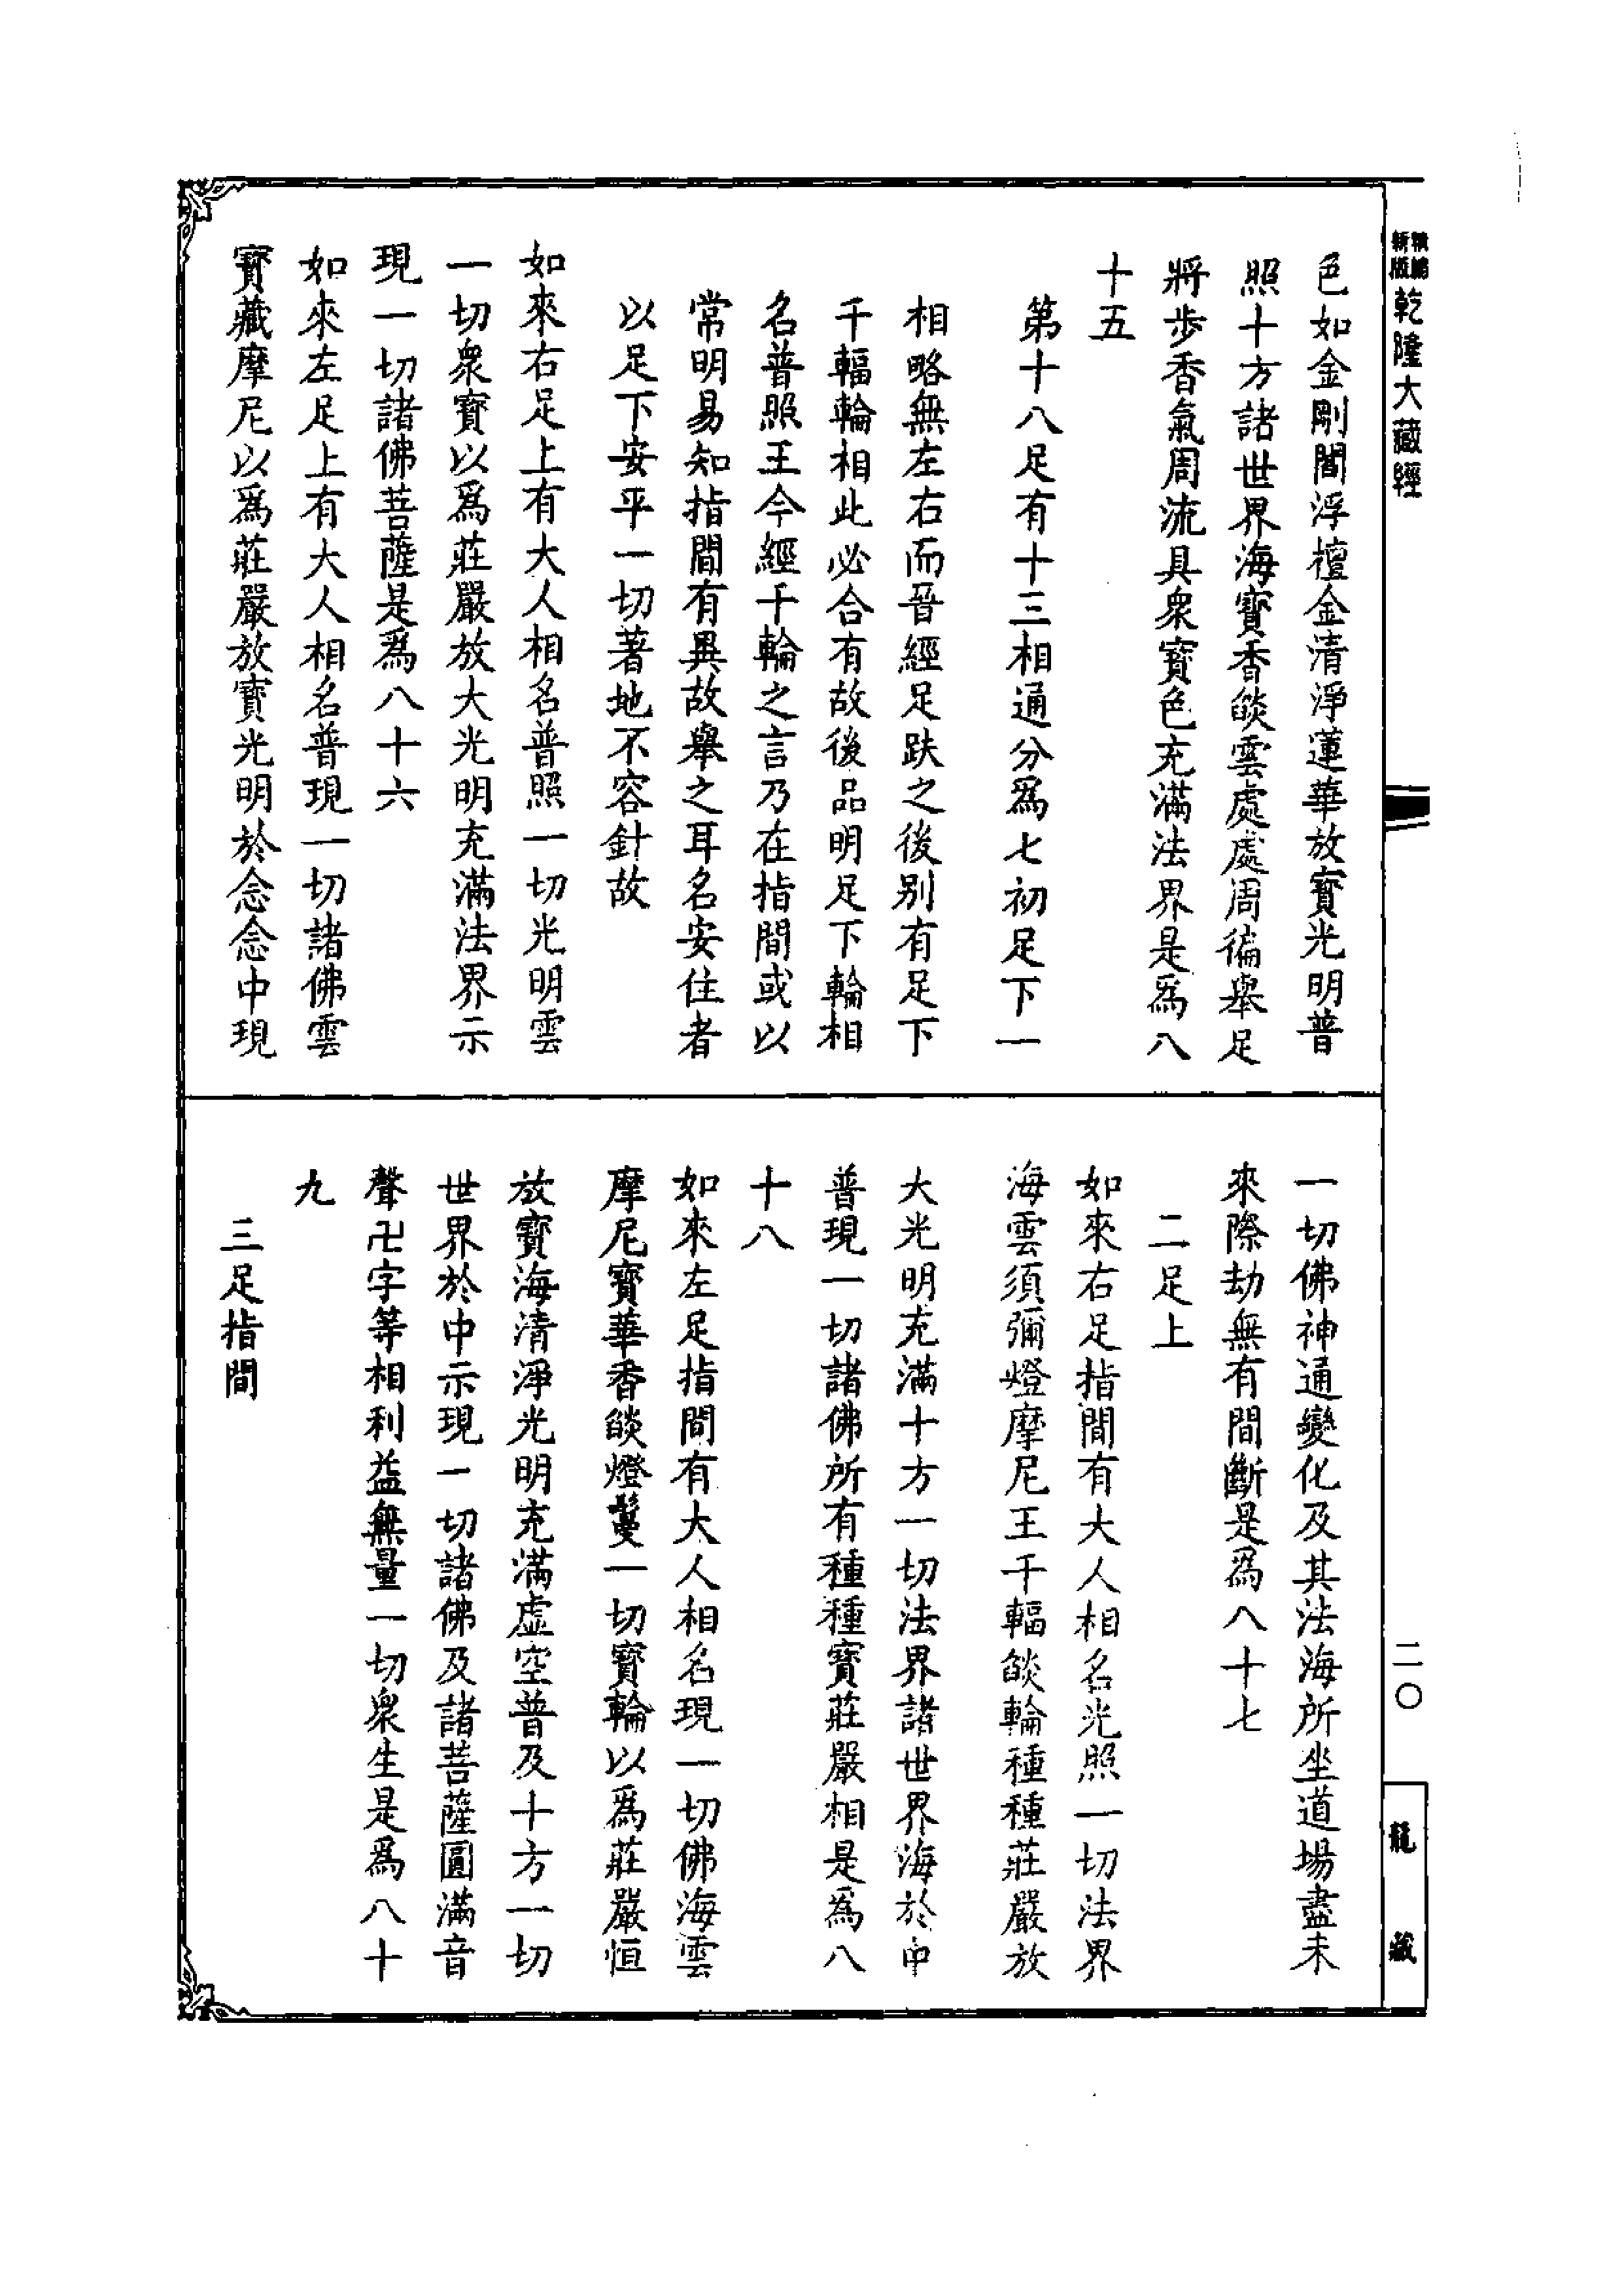 精編
新版
乾隆大藏經
色如金剛閻浮檀金清淨蓮華放寶光明普
照十方諸世界海寶香燄雲處處周徧舉足
將步香氣周流具衆寶色充滿法界是爲八
十五
第十八足有十三相通分爲七初足下一
相略無左右而晉經足趺之後別有足下
千輻輪相此必合有故後品明足下輪相
名普照王今經千輪之言乃在指間或以
常明易知指間有異故舉之耳名安住者
以足下安平一切著地不容針故
如來右足上有大人相名普照一切光明雲
一切衆寶以爲莊嚴放大光明充滿法界示
現一切諸佛菩薩是爲八十六
如來左足上有大人相名普現一切諸佛雲
寶藏摩尼以爲莊嚴放寶光明於念念中現
一切佛神通變化及其法海所坐道場盡未
來際劫無有間斷是爲八十七
二足上
如來右足指間有大人相名光照一切法界
海雲須彌燈摩尼王千輻燄輪種種莊嚴放
大光明充滿十方一切法界諸世界海於中
普現一切諸佛所有種種寶莊嚴相是爲八
十八
如來左足指間有大人相名現一切佛海雲
摩尼寶華香燄燈鬘一切寶輪以爲莊嚴恒
放寶海清淨光明充滿虛空普及十方一切
世界於中示現一切諸佛及諸菩薩圓滿音
聲卍字等相利益無量一切衆生是爲八十
九
三足指間
二〇
龍藏